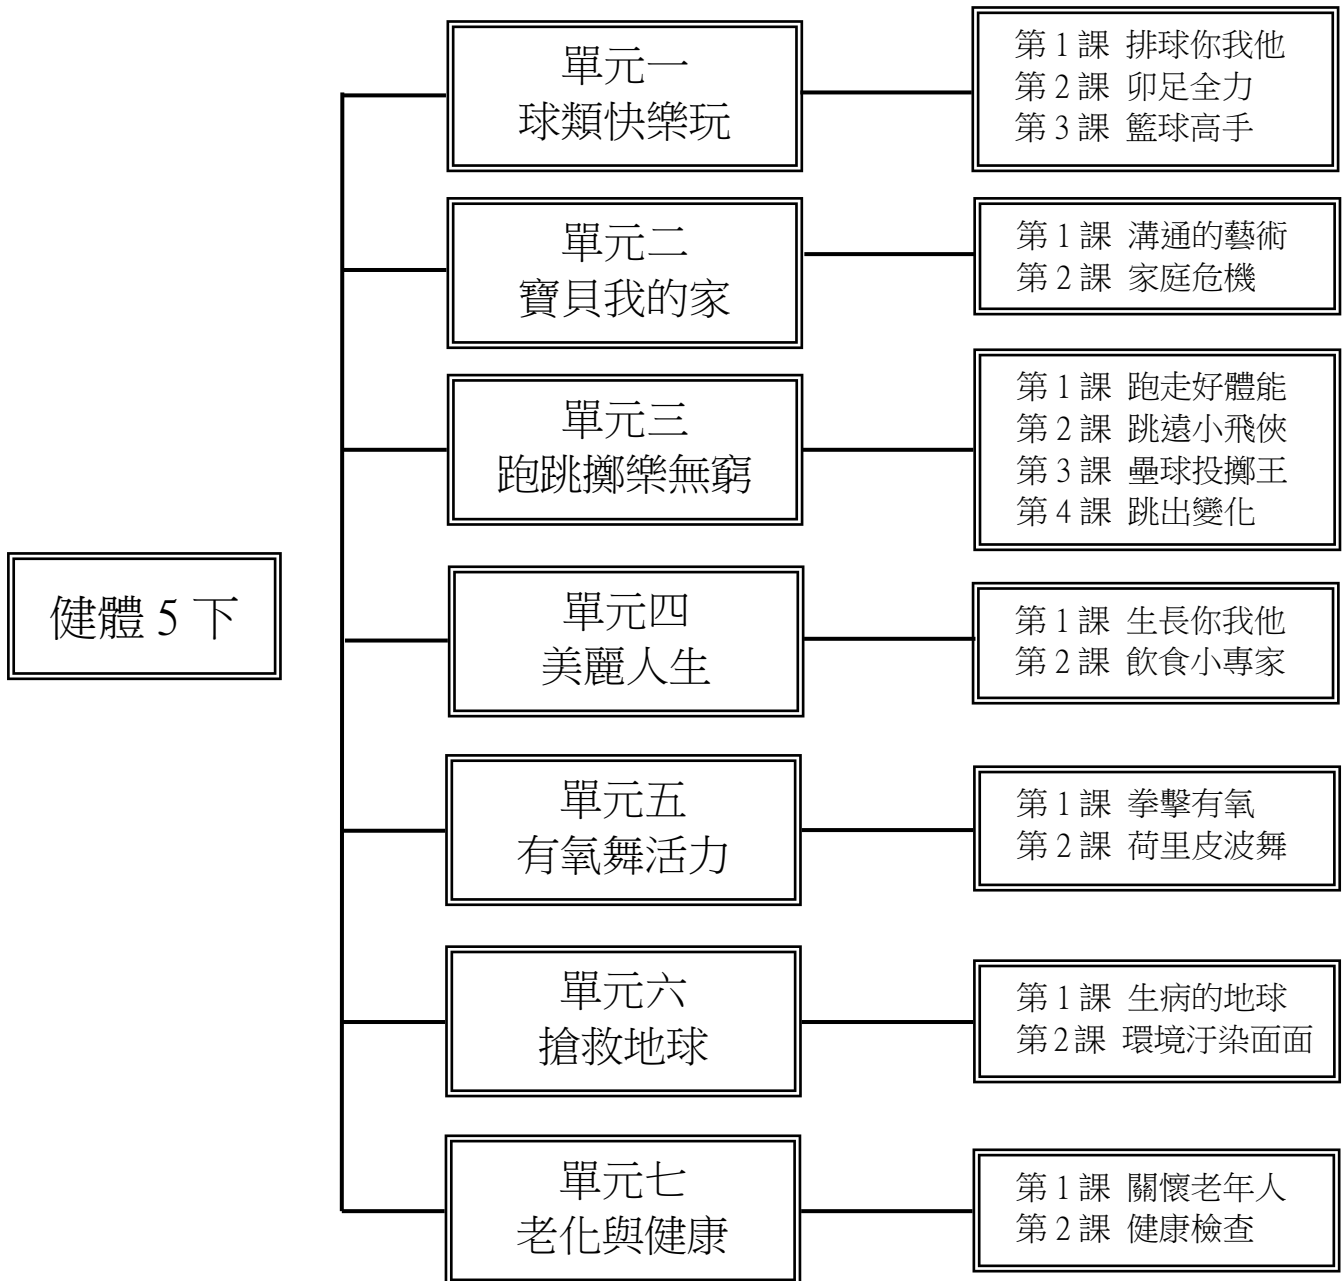 健體 5 下
單元一
球類快樂玩
第 1 課 排球你我他
第 2 課 卯足全力
第 3 課 籃球高手
單元二
寶貝我的家
第 1 課 溝通的藝術
第 2 課 家庭危機
單元三
跑跳擲樂無窮
第 1 課 跑走好體能
第 2 課 跳遠小飛俠
第 3 課 壘球投擲王
第 4 課 跳出變化
單元四
美麗人生
第 1 課 生長你我他
第 2 課 飲食小專家
單元五
有氧舞活力
第 1 課 拳擊有氧
第 2 課 荷里皮波舞
單元六
搶救地球
第 1 課 生病的地球
第 2 課 環境汙染面面
單元七
老化與健康
第 1 課 關懷老年人
第 2 課 健康檢查